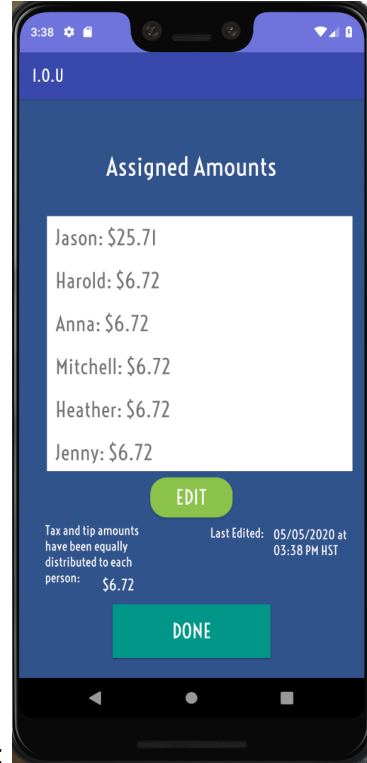 3:38
I.O.U
Assigned Amounts
Jason: $25.71
Harold: $6.72
Anna: $6.72
Mitchell: $6.72
Heather: $6.72
Jenny: $6.72
EDIT
Tax and tip amounts
have been equally
distributed to each
person: $6.72
Last Edited: 05/05/2020 at
03:38 PM HST
DONE